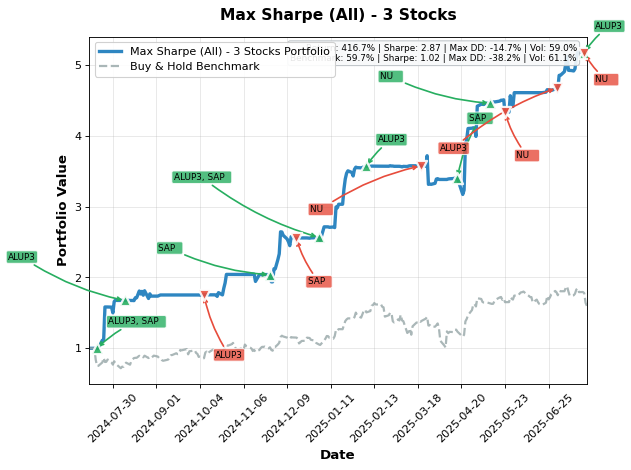 Max Sharpe (All) - 3 Stocks
ALUP3
Max Sharpe (All) - 3 Stocks Portfolio
Buy & Hold Benchmark
: 416.7% | Sharpe: 2.87 | Max DD: -14.7% | Vol: 59.0%
59.7% | Sharpe: 1.02 | Max DD: -38.2% | Vol: 61.1%
NU
NU
SAP
ALUP3
ALUP3
NU
ALUP3, SAP
NU
SAP
ALUP3
SAP
ALUP3, SAP
ALUP3
5
4
3
2
1
Portfolio Value
2024-07-30
2024-09-01
2024-10-04
2024-11-06
2024-12-09
2025-01-11
2025-02-13
2025-03-18
2025-04-20
2025-05-23
2025-06-25
Date